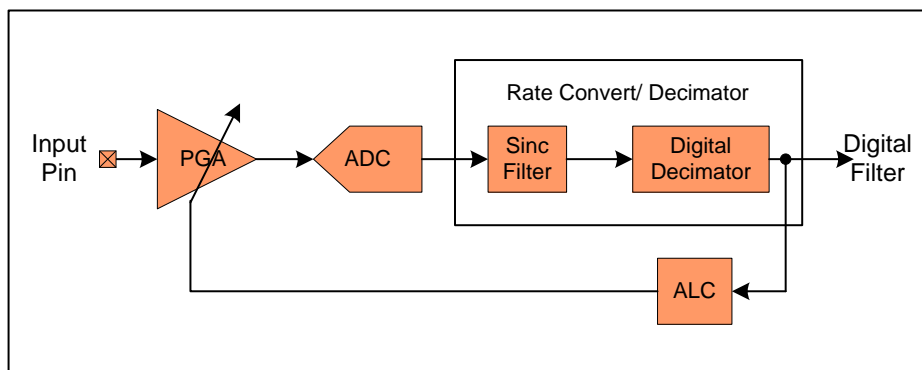 Rate Convert/ Decimator
Input
Pin
PGA
ADC
Sinc
Filter
Digital
Decimator
Digital
Filter
ALC